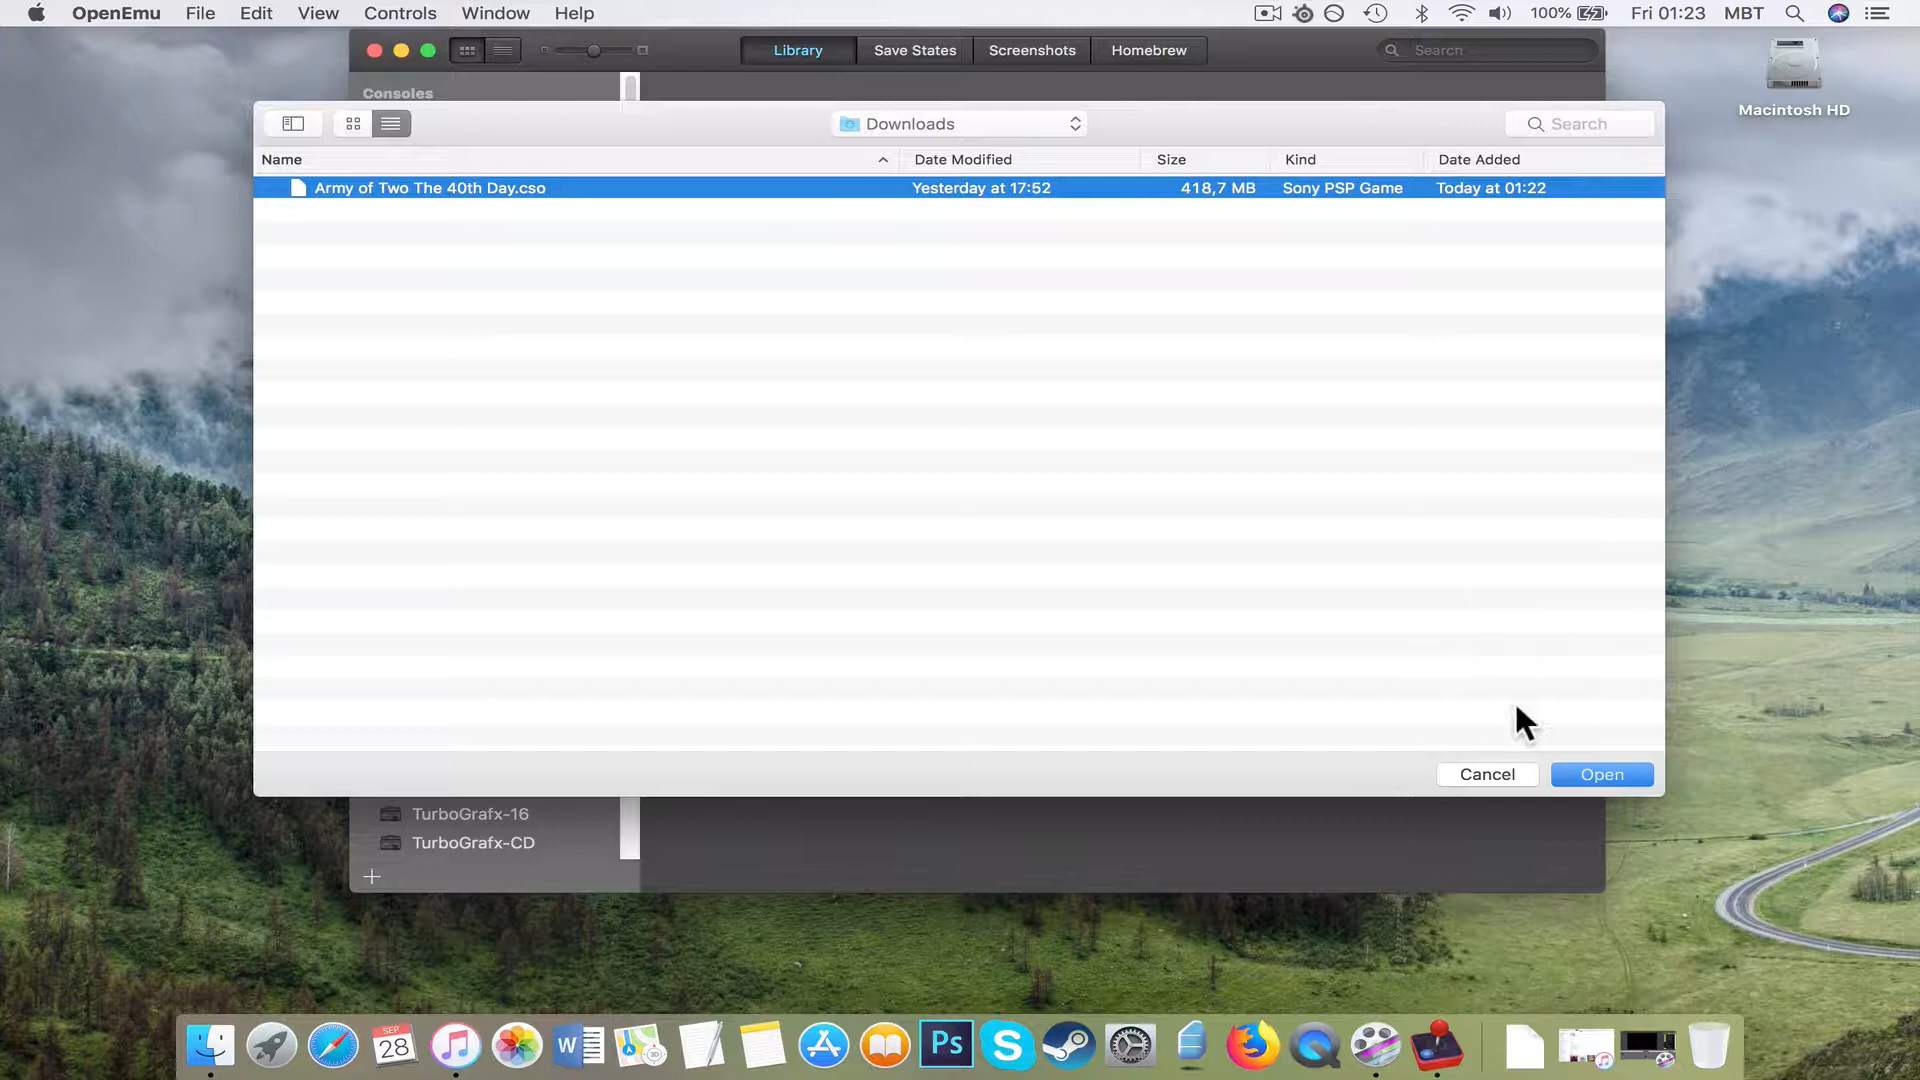 OpenEmu File Edit View Controls Window Help 100% Fri 01:23 MBT
Library Save States Screenshots Homebrew Search
Consoles
Macintosh HD
Downloads Search
Name Date Modified Size Kind Date Added
Army of Two The 40th Day.cso Yesterday at 17:52 418,7 MB Sony PSP Game Today at 01:22
Cancel Open
TurboGrafx-16
TurboGrafx-CD
SEP
28
W
3D
Ps
S